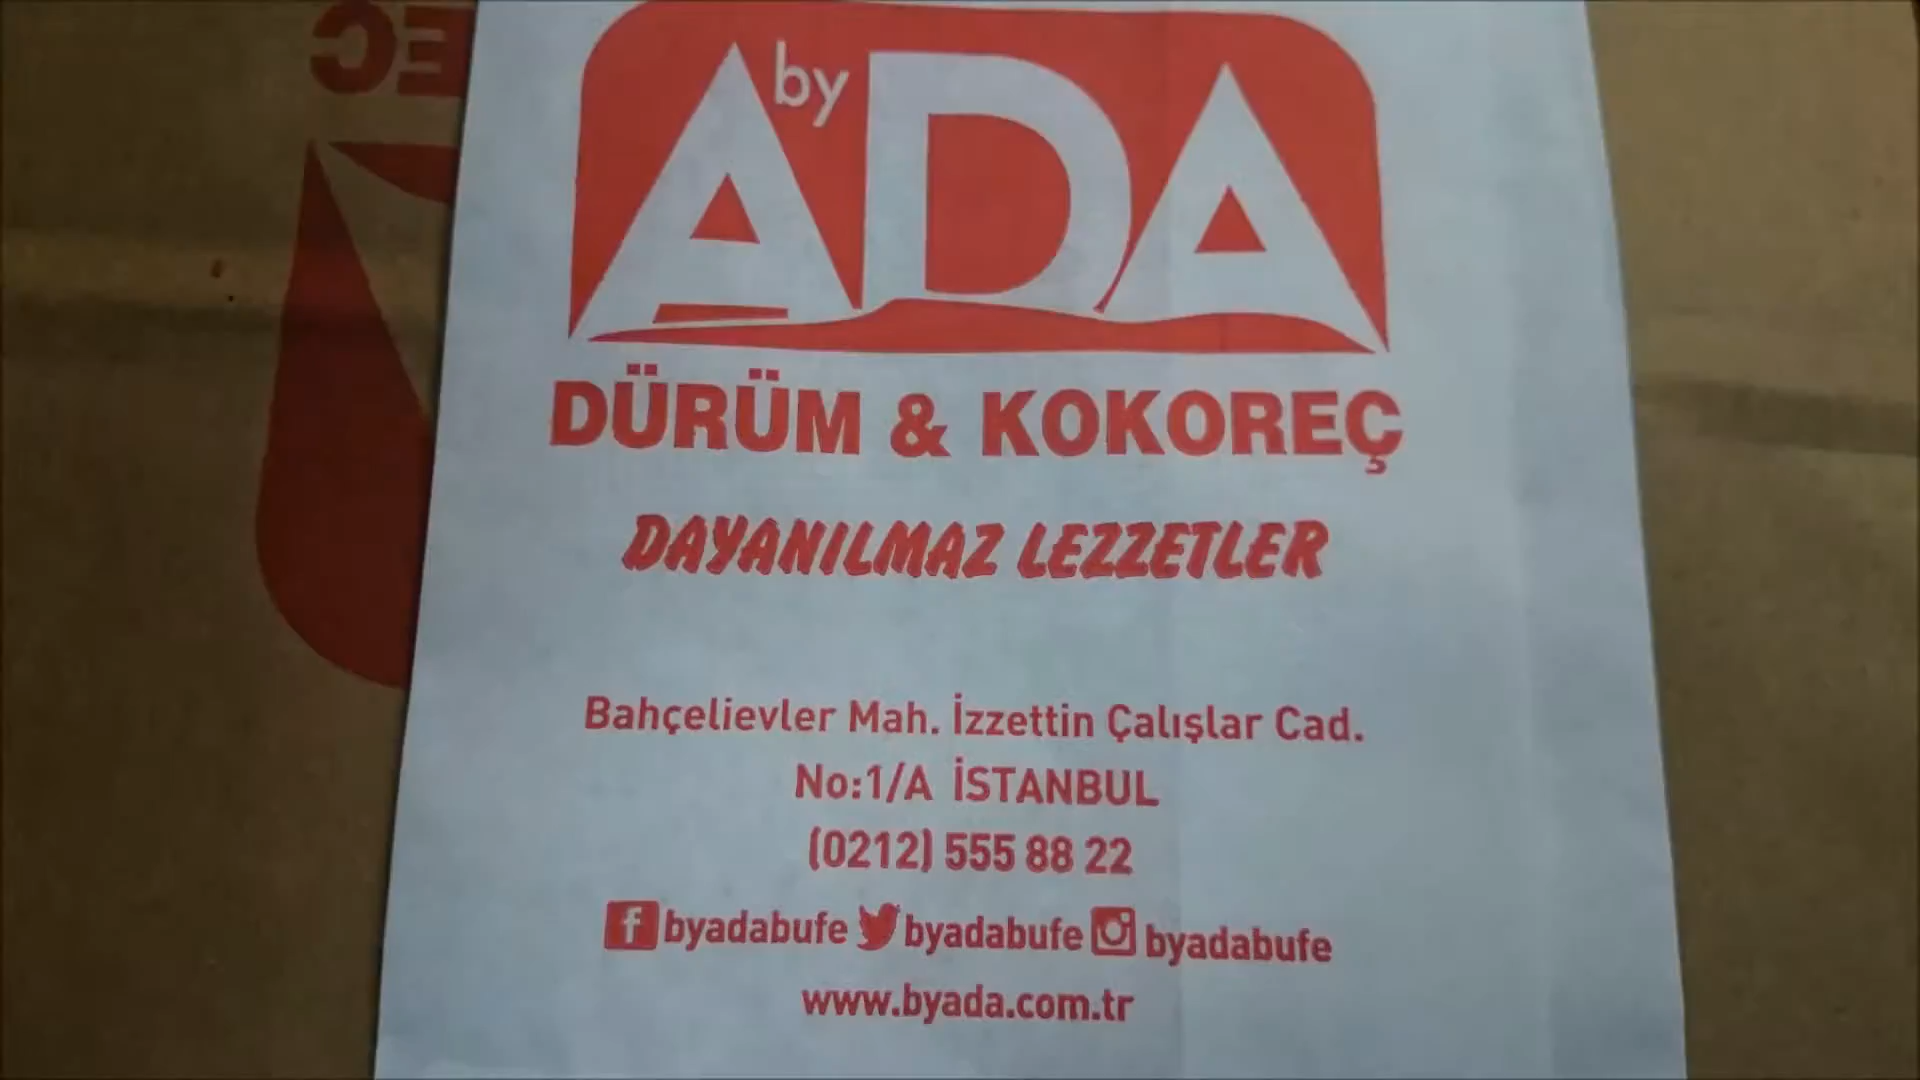 by
ADA
DÜRÜM & KOKOREÇ
DAYANILMAZ LEZZETLER
Bahçelievler Mah. İzzettin Çalışlar Cad.
No:1/A İSTANBUL
(0212) 555 88 22
byadabufe byadabufe byadabufe
www.byada.com.tr